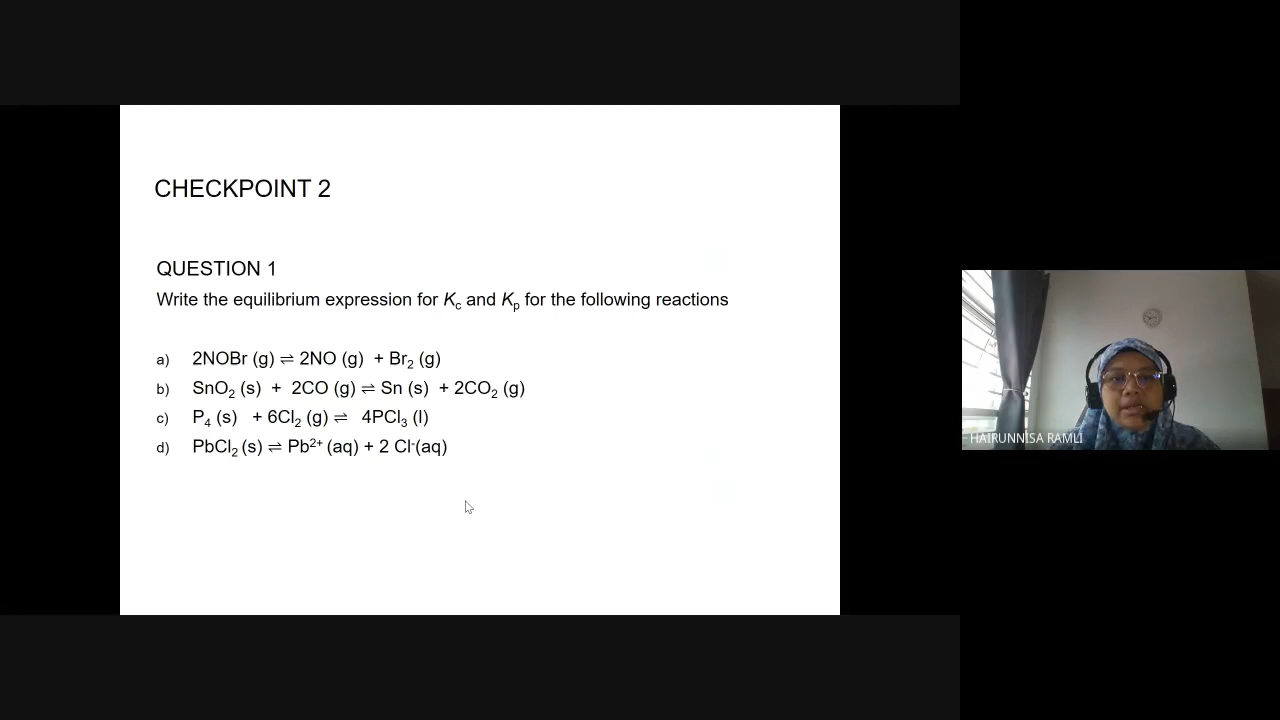 CHECKPOINT 2
QUESTION 1
Write the equilibrium expression for Kc and Kp for the following reactions
a) 2NOBr (g) ⇌ 2NO (g) + Br₂ (g)
b) SnO₂ (s) + 2CO (g) ⇌ Sn (s) + 2CO₂ (g)
c) P₄ (s) + 6Cl₂ (g) ⇌ 4PCl₃ (l)
d) PbCl₂ (s) ⇌ Pb²⁺ (aq) + 2 Cl⁻(aq)
HAIRUNNISA RAMLI